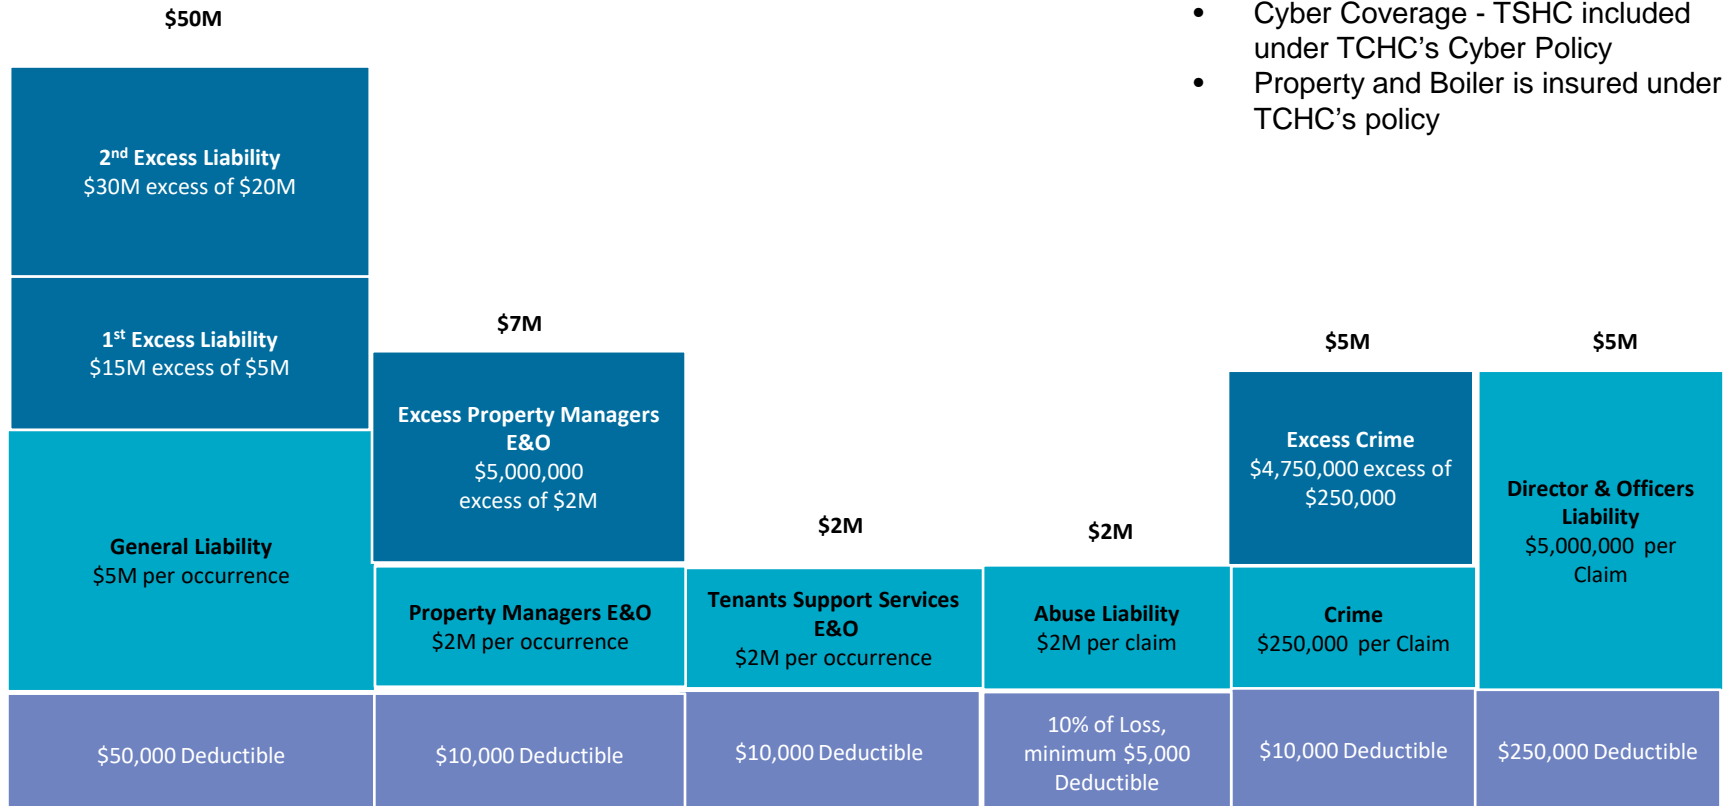 $50M
• Cyber Coverage - TSHC included
under TCHC’s Cyber Policy
• Property and Boiler is insured under
TCHC’s policy
2nd Excess Liability
$30M excess of $20M
1st Excess Liability
$15M excess of $5M
General Liability
$5M per occurrence
$50,000 Deductible
$7M
Excess Property Managers
E&O
$5,000,000
excess of $2M
Property Managers E&O
$2M per occurrence
$10,000 Deductible
$2M
Tenants Support Services
E&O
$2M per occurrence
$10,000 Deductible
$2M
Abuse Liability
$2M per claim
10% of Loss,
minimum $5,000
Deductible
$5M
Excess Crime
$4,750,000 excess of
$250,000
Crime
$250,000 per Claim
$10,000 Deductible
$5M
Director & Officers
Liability
$5,000,000 per
Claim
$250,000 Deductible